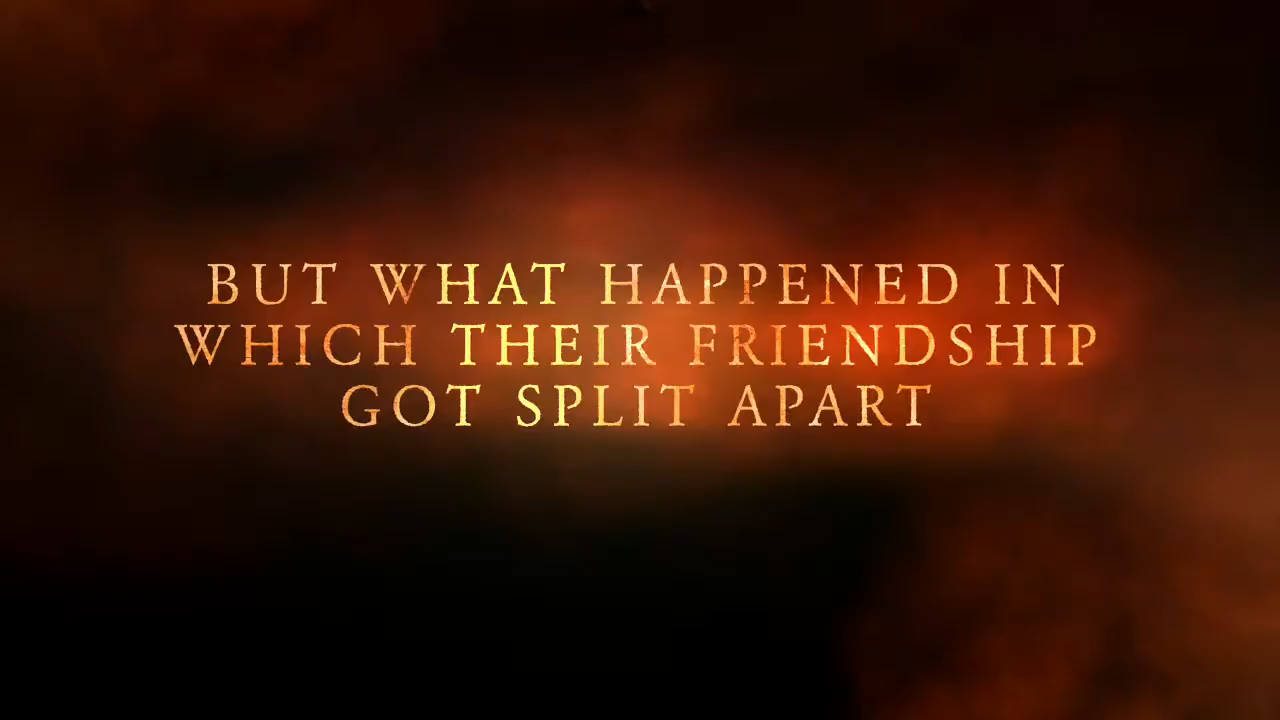 BUT WHAT HAPPENED IN
WHICH THEIR FRIENDSHIP
GOT SPLIT APART